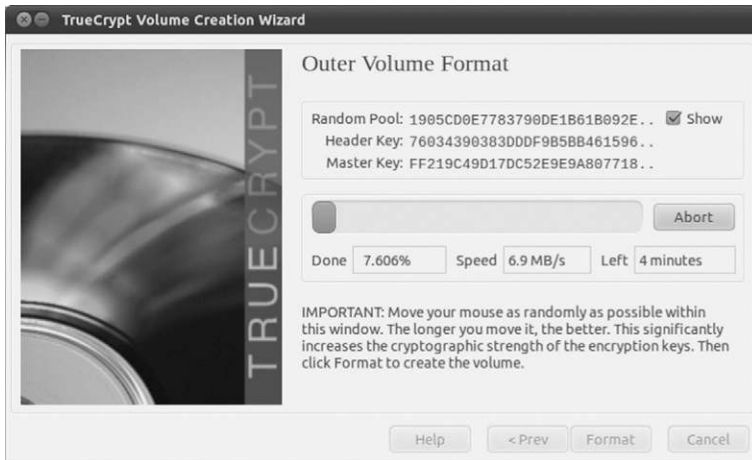 TrueCrypt Volume Creation Wizard
TRUECRYPT
Outer Volume Format
Random Pool: 1905CD0E7783790DE1B61B092E.. Show
Header Key: 76034390383DDDF9B5BB461596..
Master Key: FF219C49D17DC52E9E9A807718..
Abort
Done 7.606% Speed 6.9 MB/s Left 4 minutes
IMPORTANT: Move your mouse as randomly as possible within
this window. The longer you move it, the better. This significantly
increases the cryptographic strength of the encryption keys. Then
click Format to create the volume.
Help < Prev Format Cancel